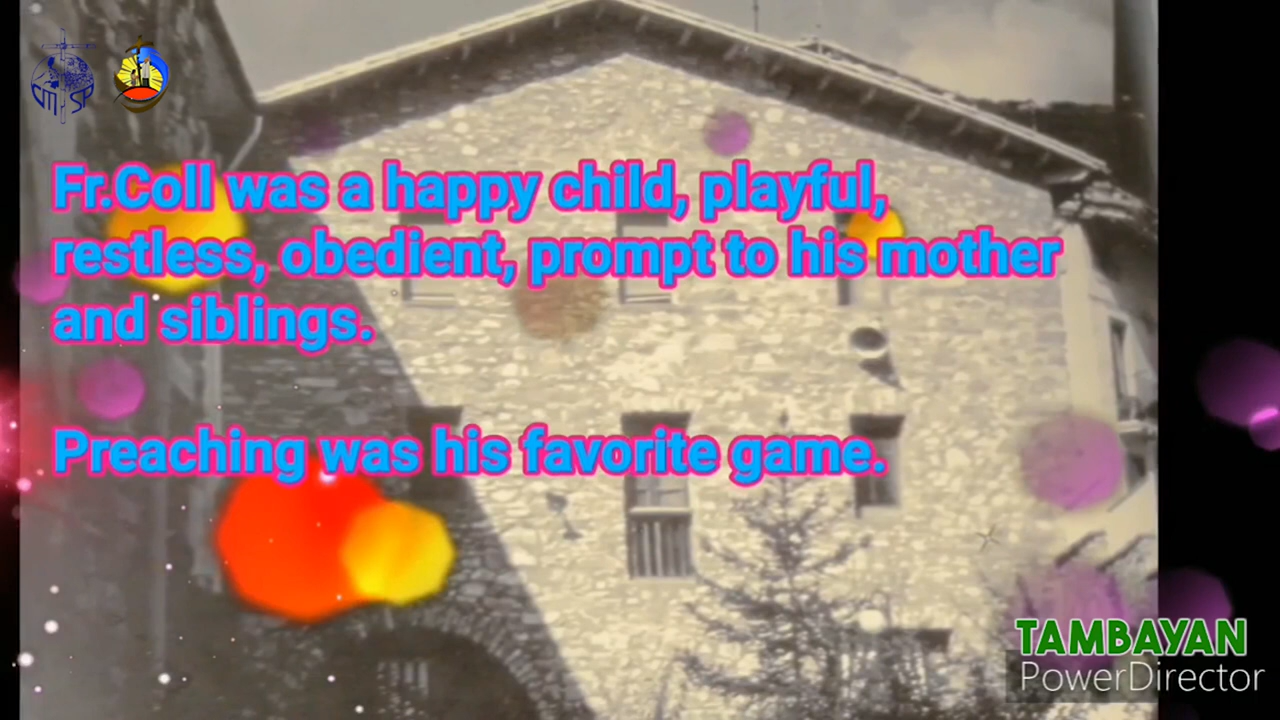 Fr.Coll was a happy child, playful,
restless, obedient, prompt to his mother
and siblings.
Preaching was his favorite game.
TAMBAYAN
PowerDirector